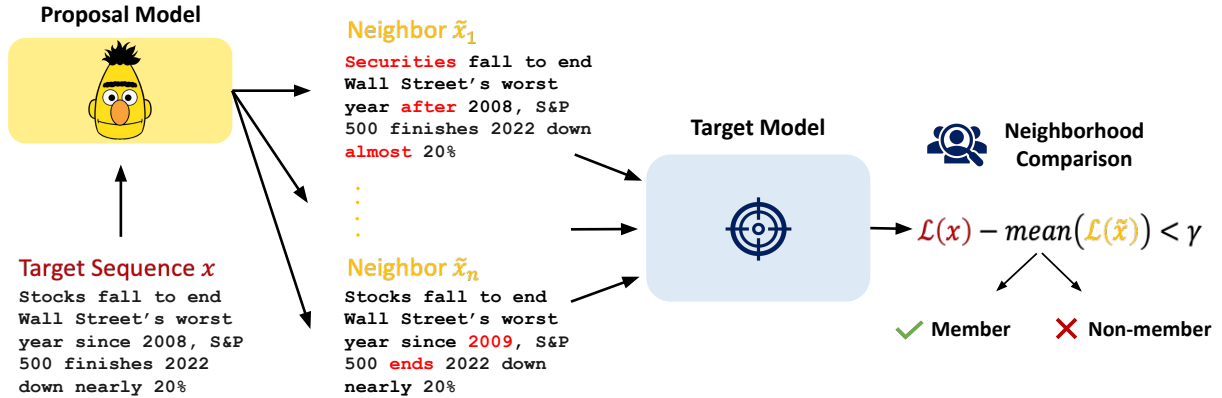 Proposal Model
Target Sequence x
Stocks fall to end
Wall Street's worst
year since 2008, S&P
500 finishes 2022
down nearly 20%
Neighbor x̃₁
Securities fall to end
Wall Street's worst
year after 2008, S&P
500 finishes 2022 down
almost 20%
Neighbor x̃ₙ
Stocks fall to end
Wall Street's worst
year since 2009, S&P
500 ends 2022 down
nearly 20%
Target Model
Neighborhood
Comparison
ℒ(x) − mean(ℒ(x̃)) < γ
Member
Non-member